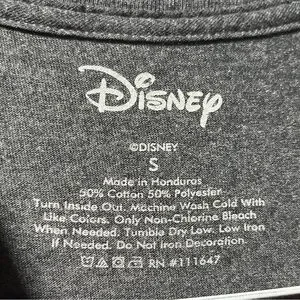 Disney
©DISNEY
S
Made in Honduras
50% Cotton 50% Polyester
Turn Inside Out. Machine Wash Cold With
Like Colors. Only Non-Chlorine Bleach
When Needed. Tumble Dry Low. Low Iron
If Needed. Do Not Iron Decoration.
RN #111647